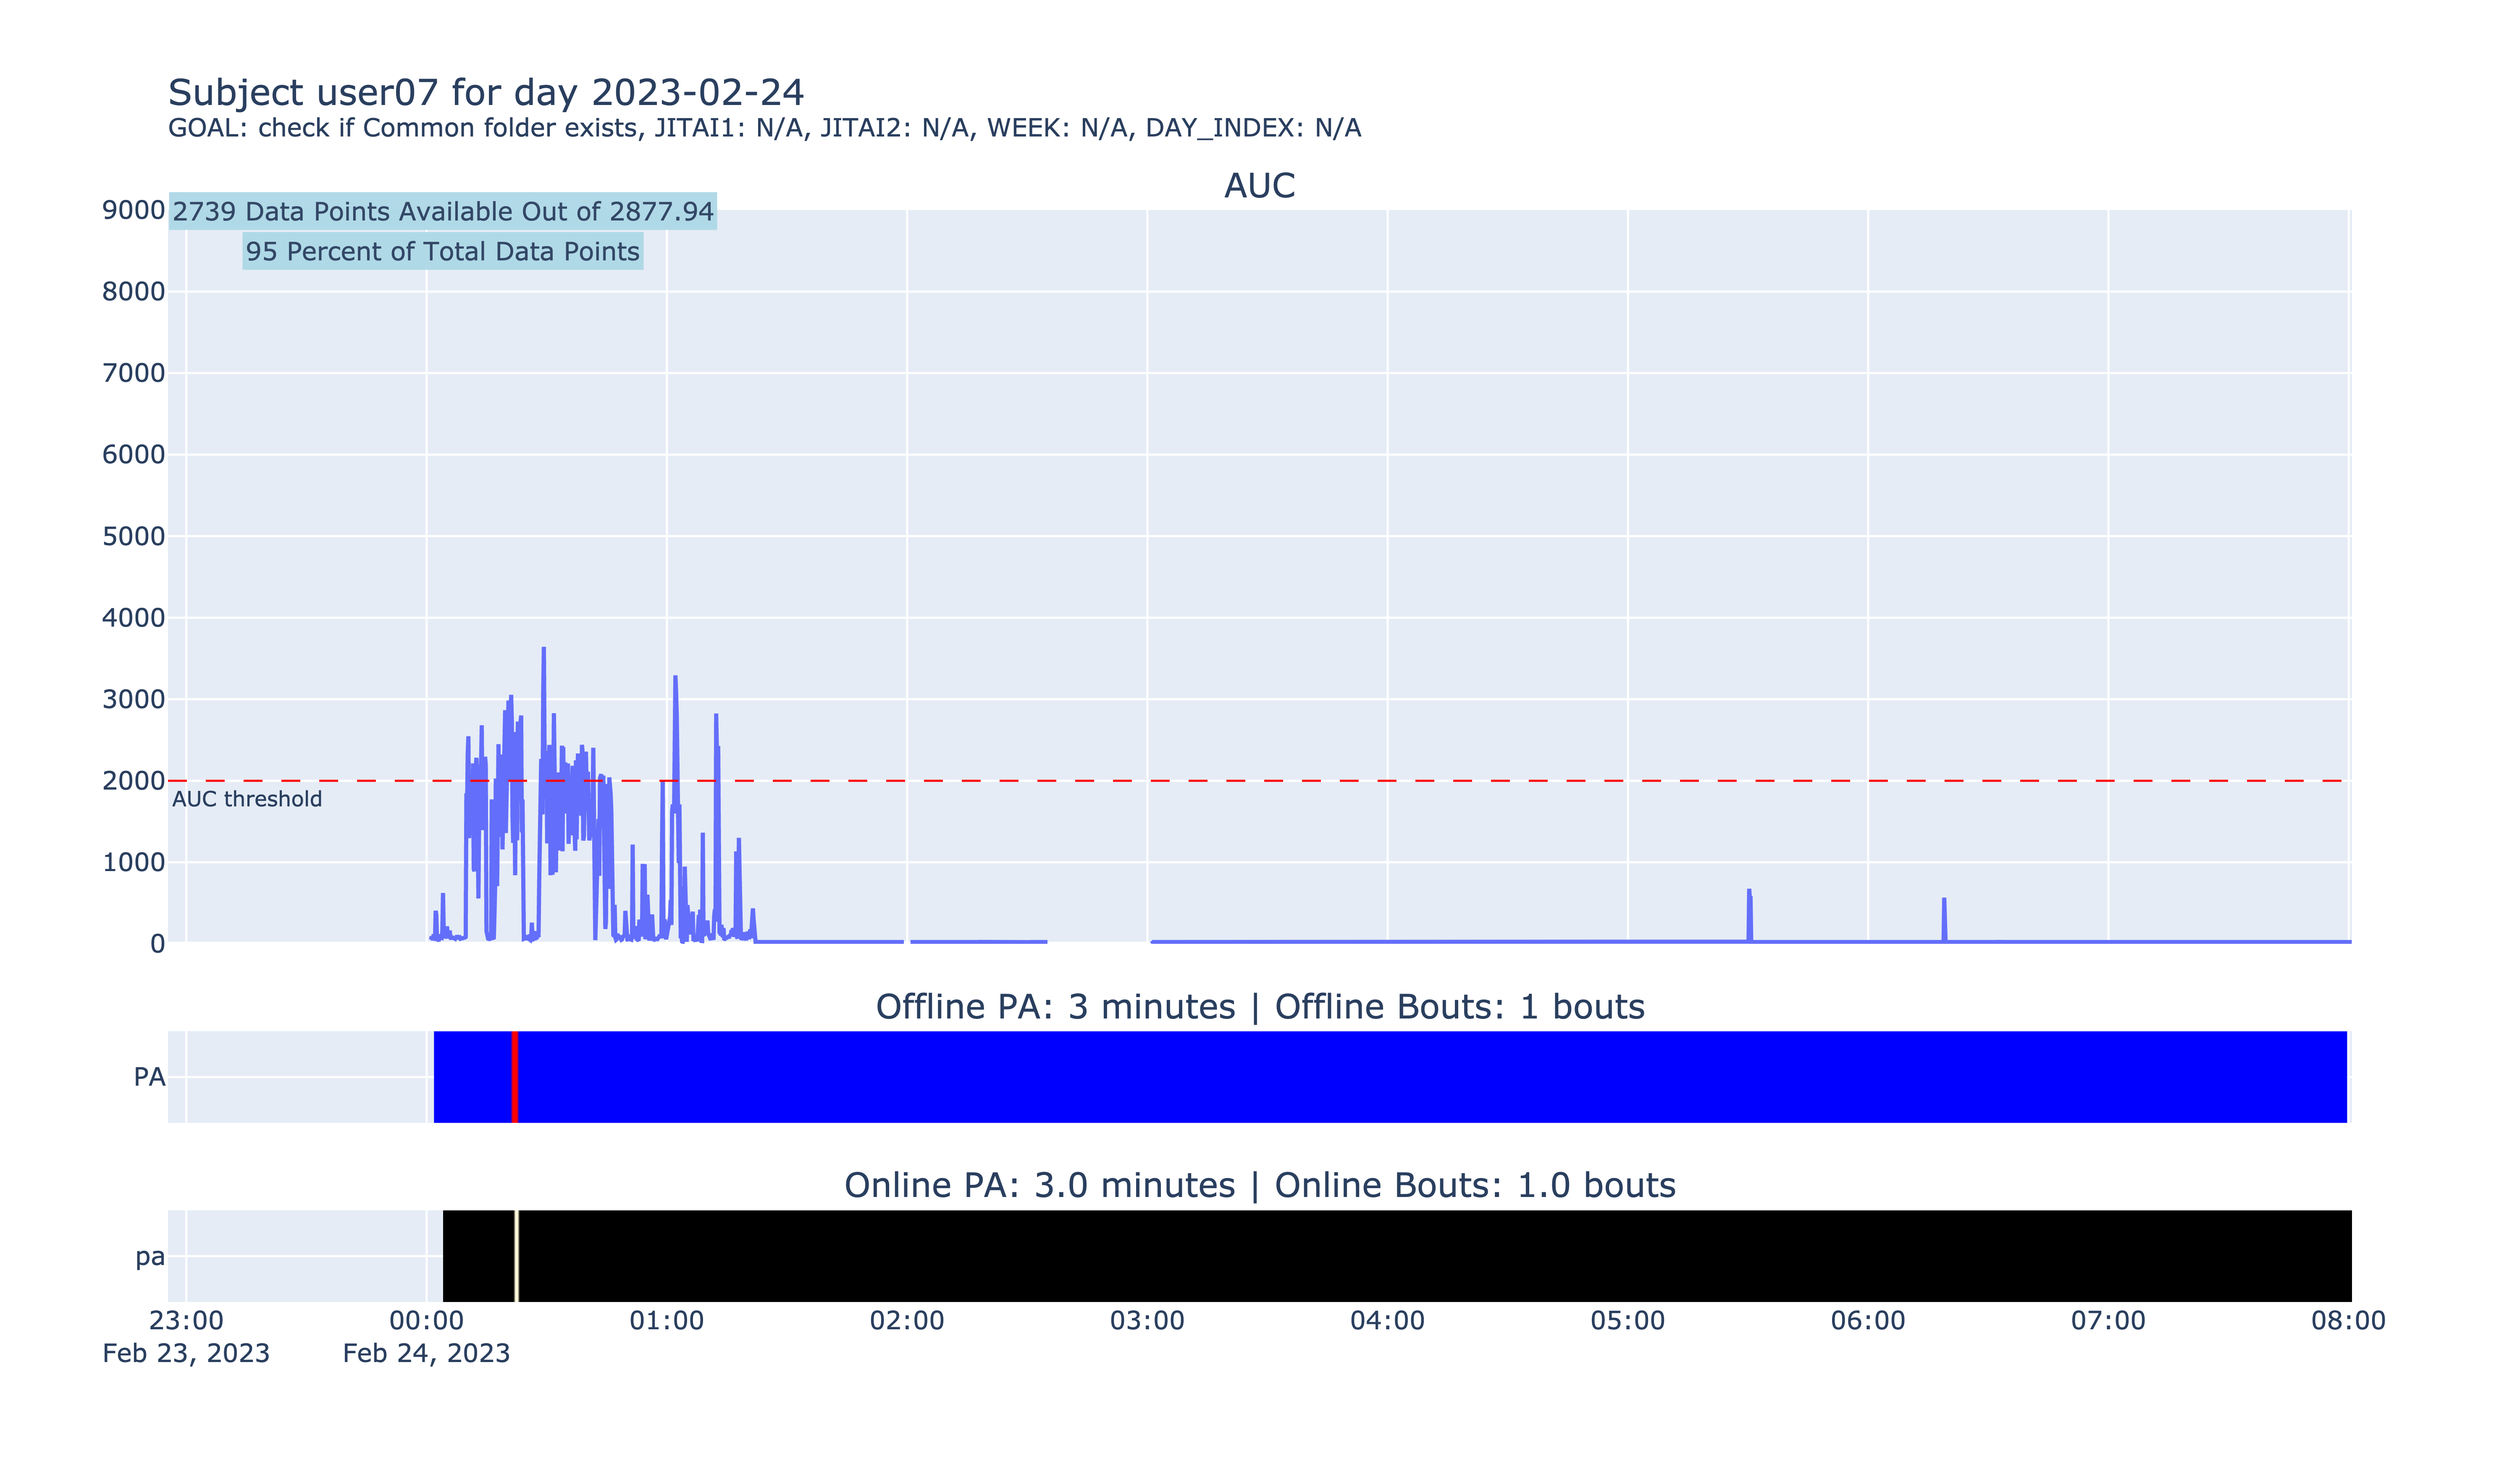 Subject user07 for day 2023-02-24
GOAL: check if Common folder exists, JITAI1: N/A, JITAI2: N/A, WEEK: N/A, DAY_INDEX: N/A
AUC
2739 Data Points Available Out of 2877.94
95 Percent of Total Data Points
9000
8000
7000
6000
5000
4000
3000
2000
AUC threshold
1000
0
Offline PA: 3 minutes | Offline Bouts: 1 bouts
PA
Online PA: 3.0 minutes | Online Bouts: 1.0 bouts
pa
23:00 00:00 01:00 02:00 03:00 04:00 05:00 06:00 07:00 08:00
Feb 23, 2023 Feb 24, 2023